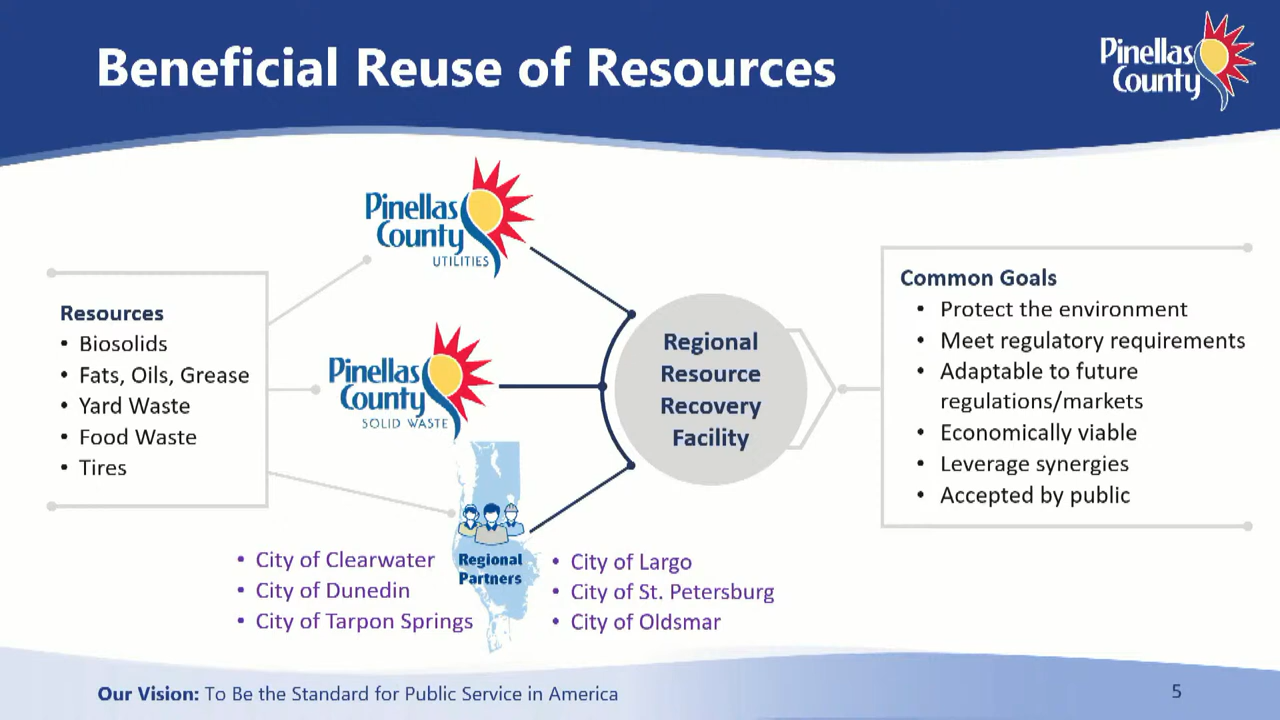 Beneficial Reuse of Resources
Pinellas
County
Pinellas
County
UTILITIES
Resources
• Biosolids
• Fats, Oils, Grease
• Yard Waste
• Food Waste
• Tires
Pinellas
County
SOLID WASTE
Regional
Resource
Recovery
Facility
Common Goals
• Protect the environment
• Meet regulatory requirements
• Adaptable to future
regulations/markets
• Economically viable
• Leverage synergies
• Accepted by public
• City of Clearwater
• City of Dunedin
• City of Tarpon Springs
Regional
Partners
• City of Largo
• City of St. Petersburg
• City of Oldsmar
Our Vision: To Be the Standard for Public Service in America
5